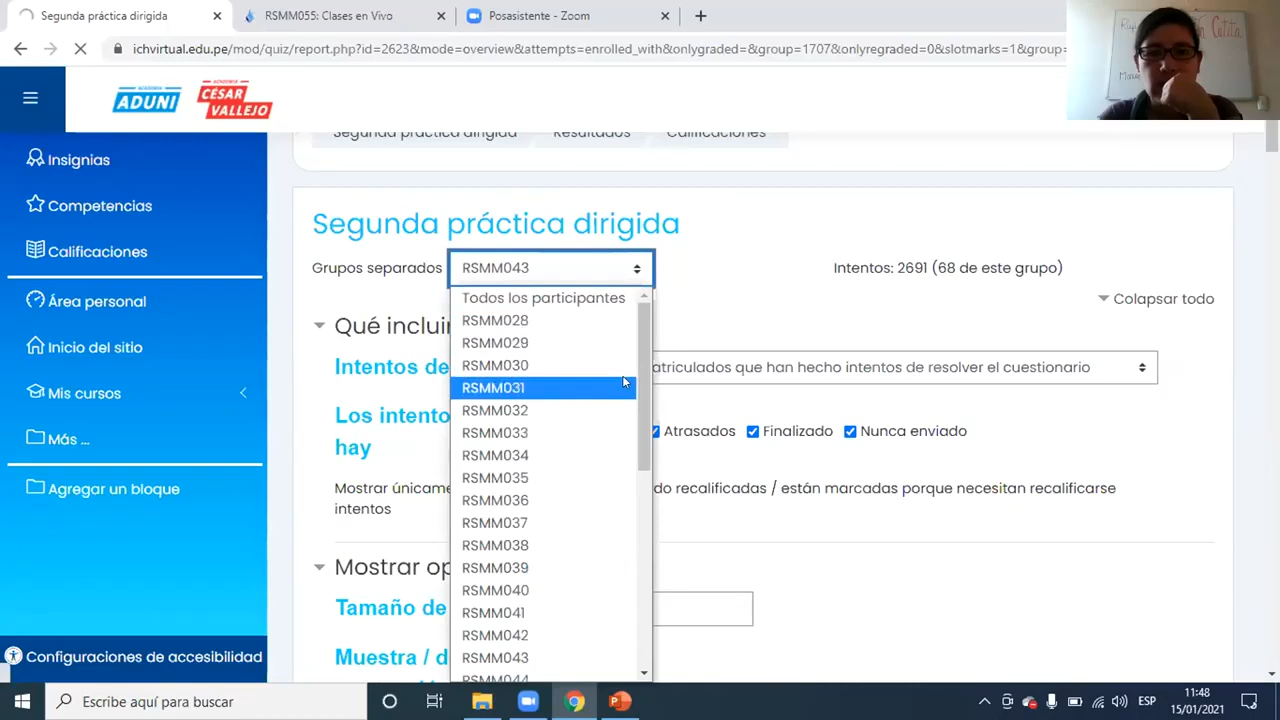 Segunda práctica dirigida
RSMM055: Clases en Vivo
Posasistente - Zoom
ichvirtual.edu.pe/mod/quiz/report.php?id=2623&mode=overview&attempts=enrolled_with&onlygraded=&group=1707&onlyregraded=0&slotmarks=1&group=
ACADEMIA
ADUNI
ACADEMIA
CÉSAR
VALLEJO
Insignias
Competencias
Calificaciones
Área personal
Inicio del sitio
Mis cursos
Más ...
Agregar un bloque
Configuraciones de accesibilidad
Segunda práctica dirigida
Resultados
Calificaciones
Segunda práctica dirigida
Grupos separados
RSMM043
Intentos: 2691 (68 de este grupo)
Colapsar todo
Todos los participantes
RSMM028
RSMM029
RSMM030
RSMM031
RSMM032
RSMM033
RSMM034
RSMM035
RSMM036
RSMM037
RSMM038
RSMM039
RSMM040
RSMM041
RSMM042
RSMM043
RSMM044
Qué incluir
Intentos de
atriculados que han hecho intentos de resolver el cuestionario
Los intento
hay
Atrasados
Finalizado
Nunca enviado
Mostrar únicame
do recalificadas / están marcadas porque necesitan recalificarse
intentos
Mostrar op
Tamaño de
Muestra / d
Escribe aquí para buscar
ESP
11:48
15/01/2021